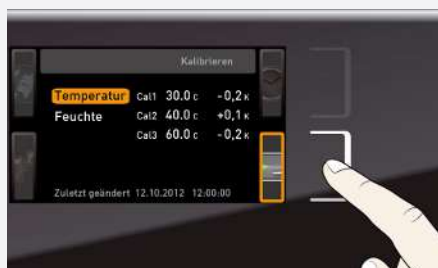 Kalibrieren
Temperatur Cal1 30.0 c - 0,2 K
Feuchte Cal2 40.0 c +0,1 K
Cal3 60.0 c - 0,2 K
Zuletzt geändert 12.10.2012 12:00:00